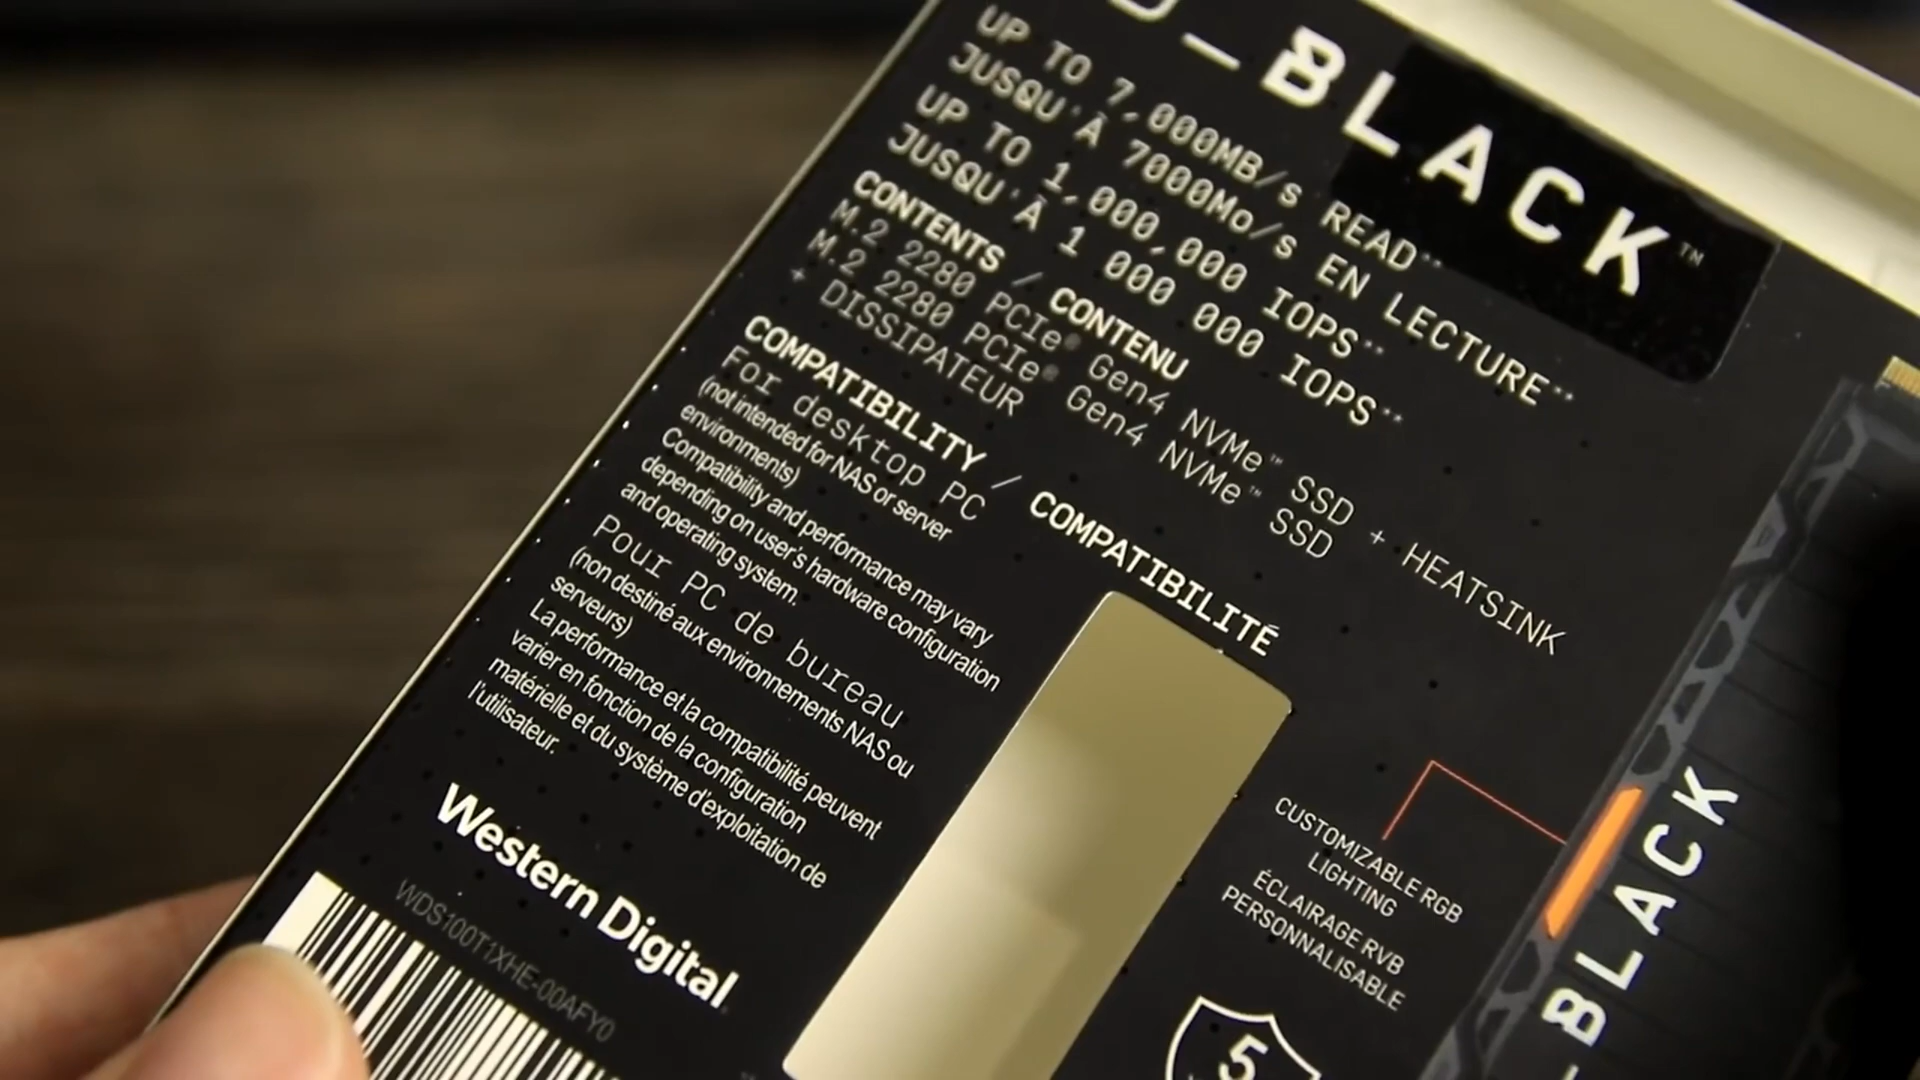 D_BLACK™
UP TO 7,000MB/s READ**
JUSQU'À 7000Mo/s EN LECTURE**
UP TO 1,000,000 IOPS**
JUSQU'À 1 000 000 IOPS**
CONTENTS / CONTENU
M.2 2280 PCIe® Gen4 NVMe™ SSD + HEATSINK
M.2 2280 PCIe® Gen4 NVMe™ SSD
+ DISSIPATEUR
COMPATIBILITY / COMPATIBILITÉ
For desktop PC
(not intended for NAS or server
environments)
Compatibility and performance may vary
depending on user's hardware configuration
and operating system.
Pour PC de bureau
(non destiné aux environnements NAS ou
serveurs)
La performance et la compatibilité peuvent
varier en fonction de la configuration
matérielle et du système d'exploitation de
l'utilisateur.
Western Digital
WDS100T1XHE-00AFY0
CUSTOMIZABLE RGB
LIGHTING
ÉCLAIRAGE RVB
PERSONNALISABLE
5
_BLACK